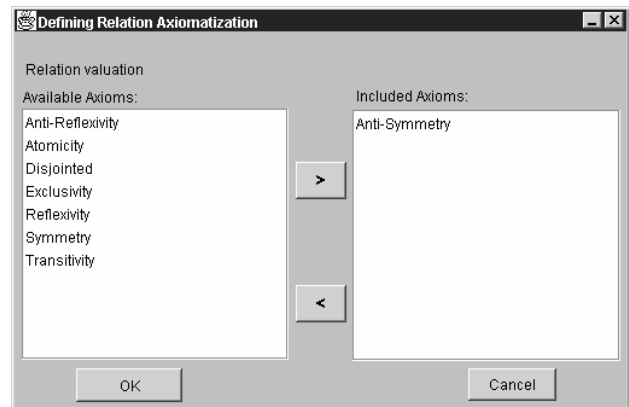 Defining Relation Axiomatization
Relation valuation
Available Axioms:
Anti-Reflexivity
Atomicity
Disjointed
Exclusivity
Reflexivity
Symmetry
Transitivity
>
<
Included Axioms:
Anti-Symmetry
OK
Cancel